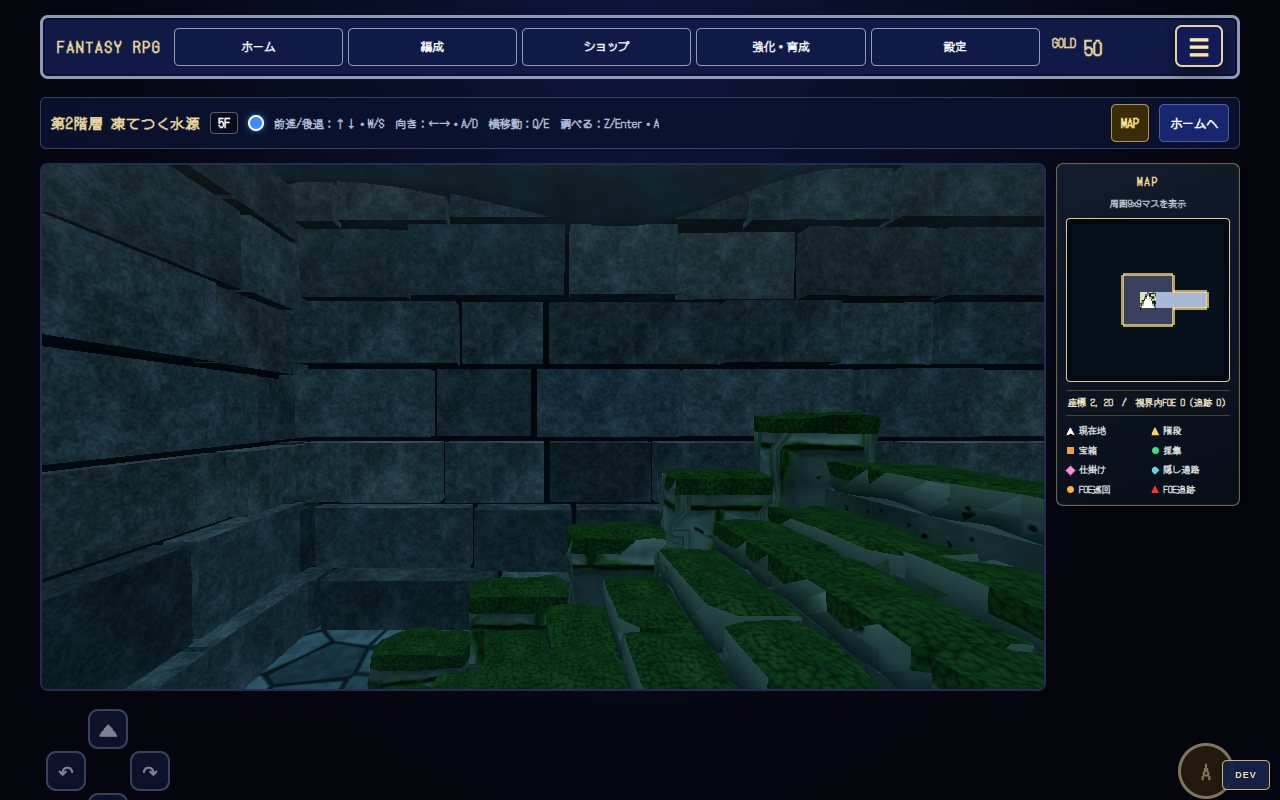 FANTASY RPG
ホーム
編成
ショップ
強化・育成
設定
GOLD 50
第2階層 凍てつく水源
5F
前進/後退:↑↓・W/S 向き:←→・A/D 横移動:Q/E 調べる:Z/Enter・A
MAP
ホームへ
MAP
周囲9x9マスを表示
座標 2, 20 / 視界内FOE 0 (追跡 0)
現在地
階段
宝箱
採集
仕掛け
隠し通路
FOE巡回
FOE追跡
A
DEV